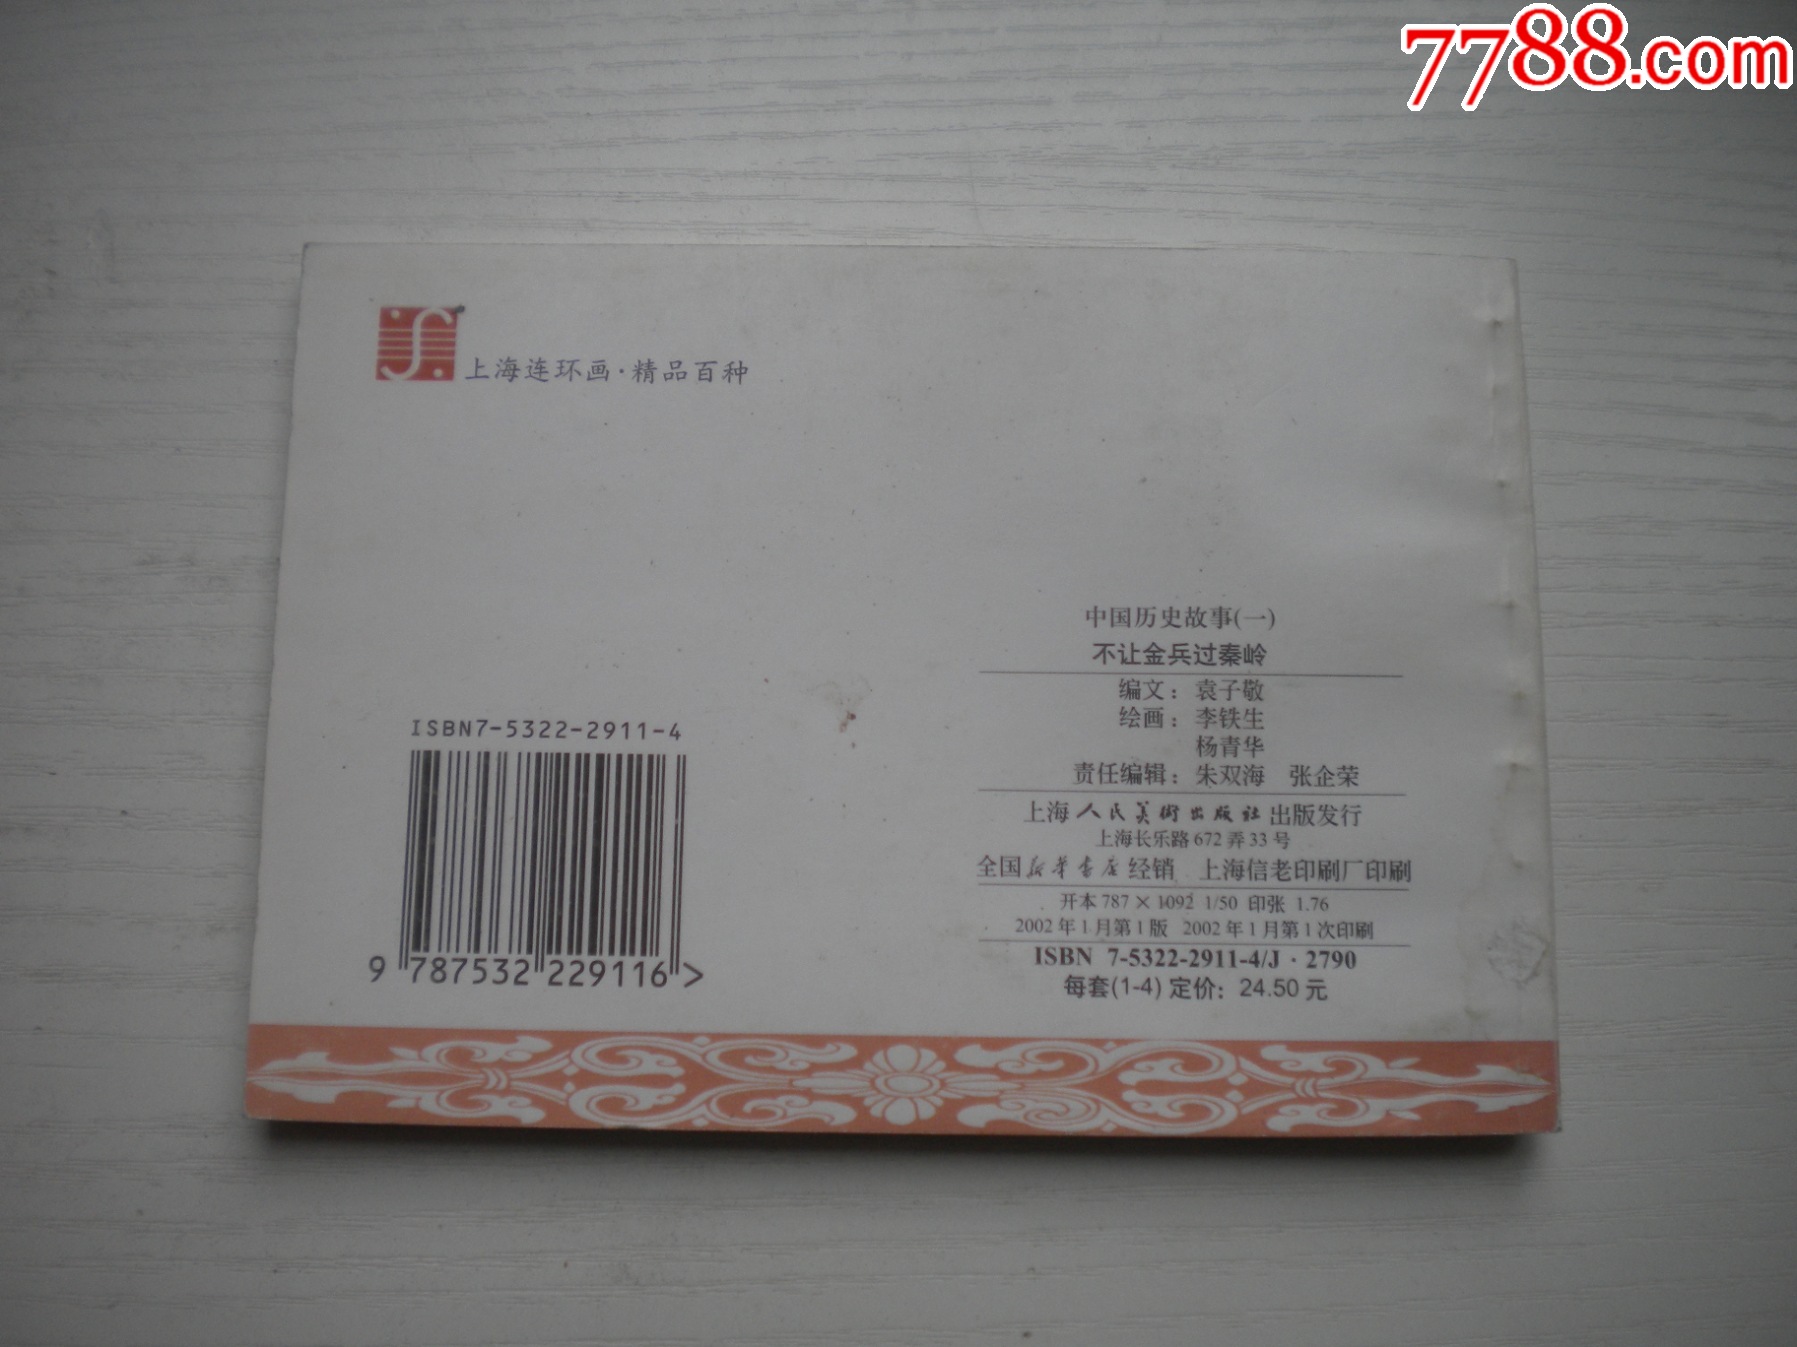 7788.com
上海连环画·精品百种
中国历史故事(一)
不让金兵过秦岭
编文：袁子敬
绘画：李铁生
杨青华
责任编辑：朱双海 张企荣
上海人民美術出版社出版发行
上海长乐路672弄33号
全国新华书店经销 上海信老印刷厂印刷
开本787×1092 1/50 印张 1.76
2002年1月第1版 2002年1月第1次印刷
ISBN 7-5322-2911-4/J·2790
每套(1-4)定价：24.50元
ISBN7-5322-2911-4
9 787532 229116 >